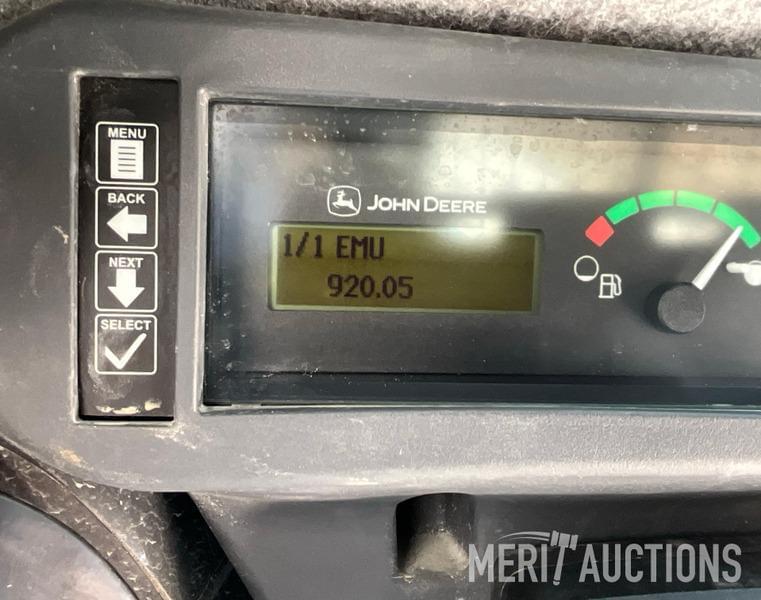 MENU
BACK
NEXT
SELECT
JOHN DEERE
1/1 EMU
920.05
MERIT AUCTIONS